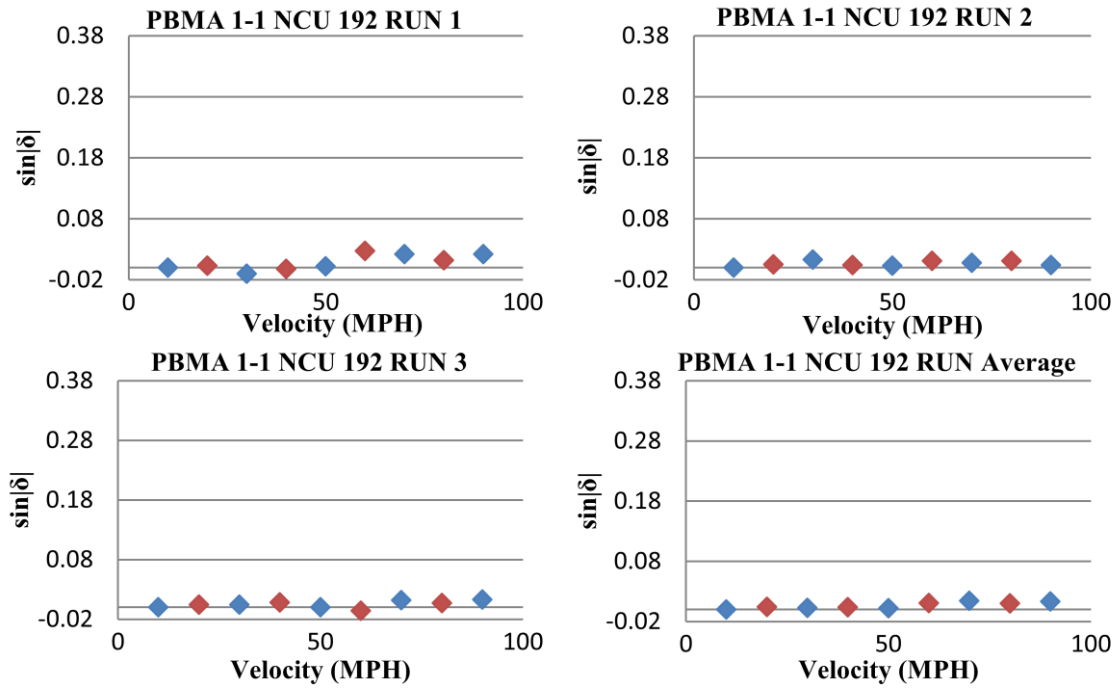 PBMA 1-1 NCU 192 RUN 1
0.38
0.28
0.18
0.08
-0.02
sin|δ|
0
50
100
Velocity (MPH)
PBMA 1-1 NCU 192 RUN 2
0.38
0.28
0.18
0.08
-0.02
sin|δ|
0
50
100
Velocity (MPH)
PBMA 1-1 NCU 192 RUN 3
0.38
0.28
0.18
0.08
-0.02
sin|δ|
0
50
100
Velocity (MPH)
PBMA 1-1 NCU 192 RUN Average
0.38
0.28
0.18
0.08
-0.02
sin|δ|
0
50
100
Velocity (MPH)